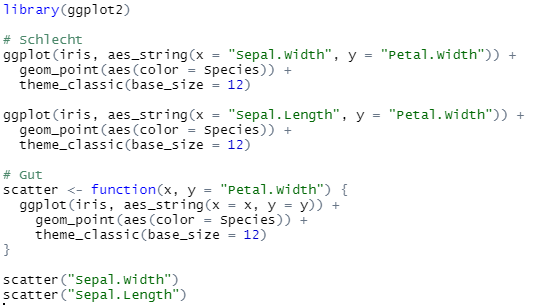 library(ggplot2)
# Schlecht
ggplot(iris, aes_string(x = "Sepal.Width", y = "Petal.Width")) +
  geom_point(aes(color = Species)) +
  theme_classic(base_size = 12)
ggplot(iris, aes_string(x = "Sepal.Length", y = "Petal.Width")) +
  geom_point(aes(color = Species)) +
  theme_classic(base_size = 12)
# Gut
scatter <- function(x, y = "Petal.Width") {
  ggplot(iris, aes_string(x = x, y = y)) +
    geom_point(aes(color = Species)) +
    theme_classic(base_size = 12)
}
scatter("Sepal.Width")
scatter("Sepal.Length")